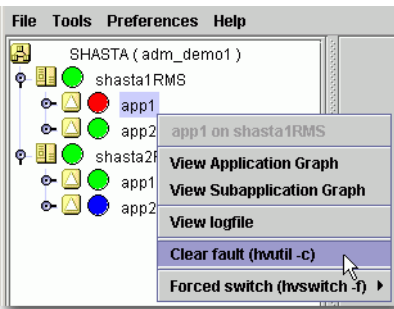 File Tools Preferences Help
SHASTA ( adm_demo1 )
shasta1RMS
app1
app2
app1 on shasta1RMS
View Application Graph
shasta2
View Subapplication Graph
app1
app2
View logfile
Clear fault (hvutil -c)
Forced switch (hvswitch -f)